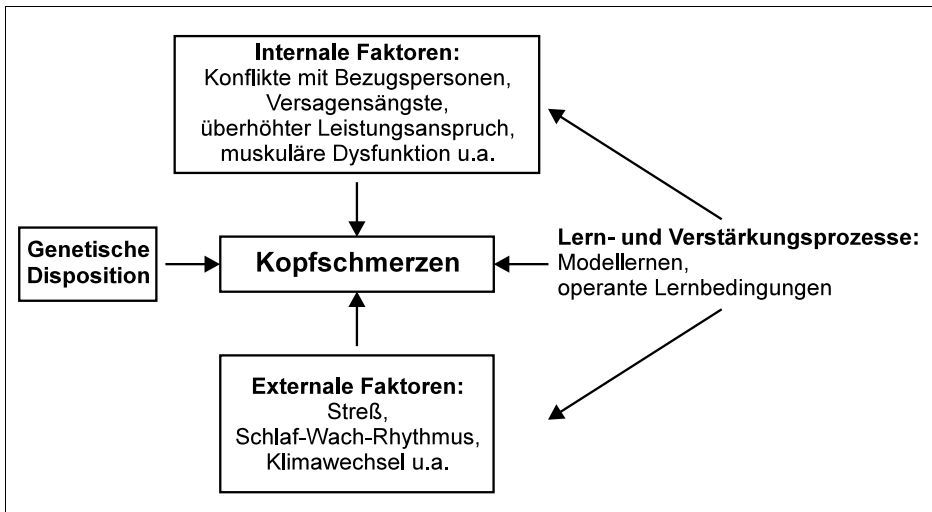 Internale Faktoren:
Konflikte mit Bezugspersonen,
Versagensängste,
überhöhter Leistungsanspruch,
muskuläre Dysfunktion u.a.
Genetische
Disposition
Kopfschmerzen
Lern- und Verstärkungsprozesse:
Modellernen,
operante Lernbedingungen
Externale Faktoren:
Streß,
Schlaf-Wach-Rhythmus,
Klimawechsel u.a.